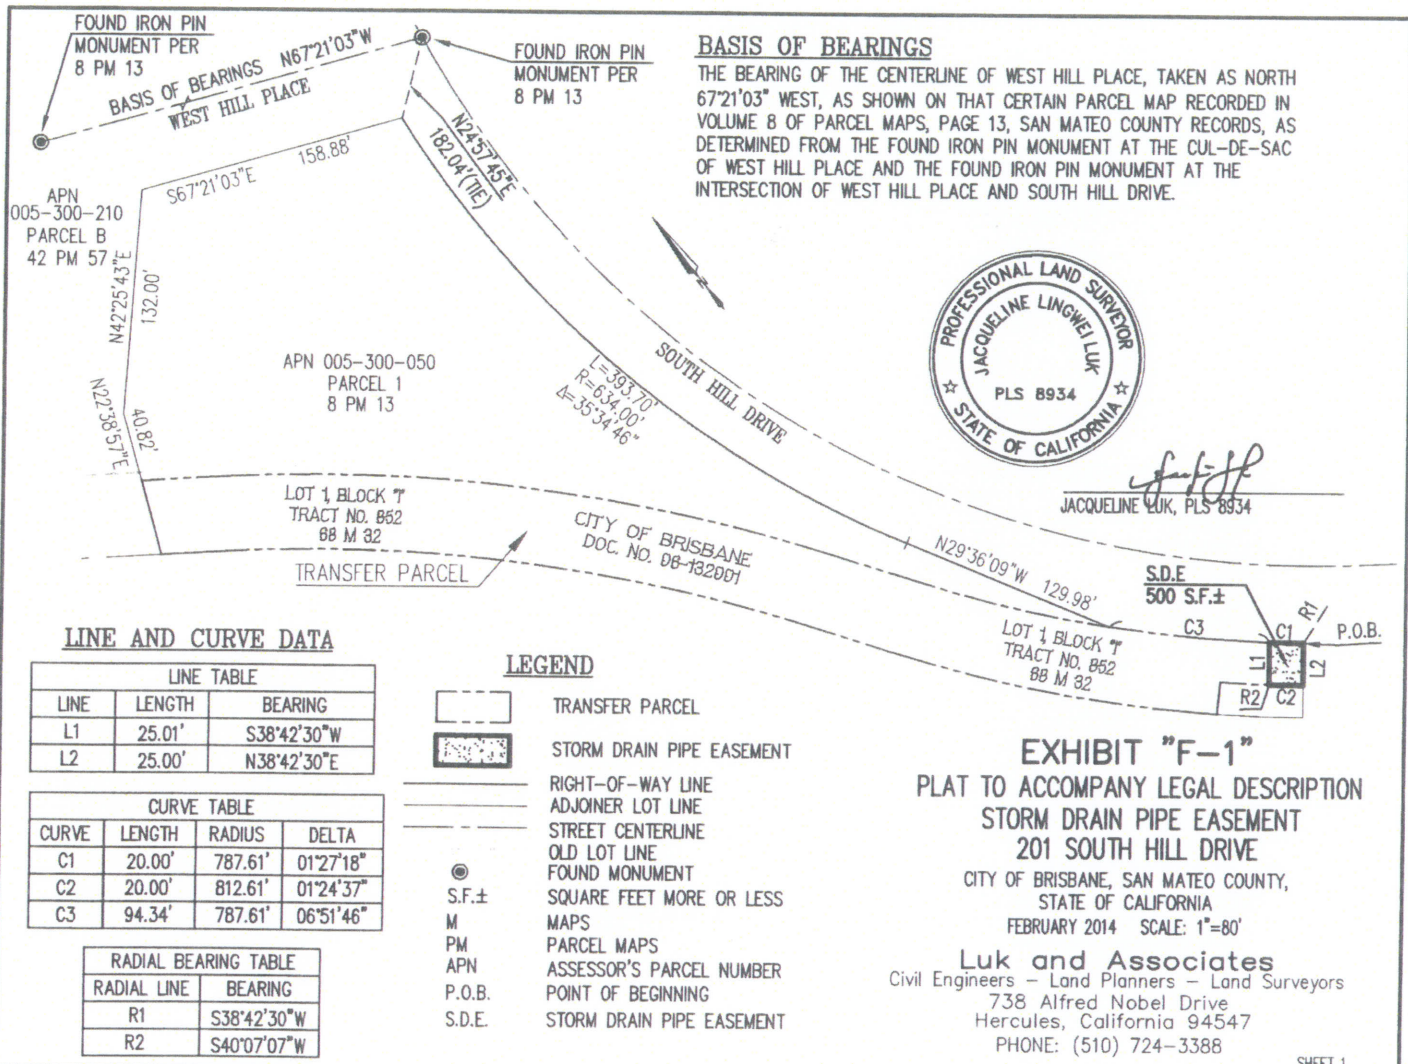 FOUND IRON PIN
MONUMENT PER
8 PM 13
BASIS OF BEARINGS N67°21'03"W
WEST HILL PLACE
FOUND IRON PIN
MONUMENT PER
8 PM 13
BASIS OF BEARINGS
THE BEARING OF THE CENTERLINE OF WEST HILL PLACE, TAKEN AS NORTH
67°21'03" WEST, AS SHOWN ON THAT CERTAIN PARCEL MAP RECORDED IN
VOLUME 8 OF PARCEL MAPS, PAGE 13, SAN MATEO COUNTY RECORDS, AS
DETERMINED FROM THE FOUND IRON PIN MONUMENT AT THE CUL-DE-SAC
OF WEST HILL PLACE AND THE FOUND IRON PIN MONUMENT AT THE
INTERSECTION OF WEST HILL PLACE AND SOUTH HILL DRIVE.
158.88'
S67°21'03"E
N24°57'45"E
182.04'(TIE)
APN
005-300-210
PARCEL B
42 PM 57
N42°25'43"E
132.00'
N22°38'57"E
40.82'
APN 005-300-050
PARCEL 1
8 PM 13
N
L=393.70'
R=634.00'
Δ=35°34'46"
SOUTH HILL DRIVE
PROFESSIONAL LAND SURVEYOR
JACQUELINE LINGWEI LUK
PLS 8934
STATE OF CALIFORNIA
JACQUELINE LUK, PLS 8934
LOT 1, BLOCK "I"
TRACT NO. 852
68 M 32
TRANSFER PARCEL
CITY OF BRISBANE
DOC. NO. 06-132001
N29°36'09"W 129.98'
S.D.E
500 S.F.±
LOT 1, BLOCK "I"
TRACT NO. 852
68 M 32
C3
C1
R1
P.O.B.
L1
L2
R2
C2
LINE AND CURVE DATA
LINE TABLE
LINE LENGTH BEARING
L1 25.01' S38°42'30"W
L2 25.00' N38°42'30"E
CURVE TABLE
CURVE LENGTH RADIUS DELTA
C1 20.00' 787.61' 01°27'18"
C2 20.00' 812.61' 01°24'37"
C3 94.34' 787.61' 06°51'46"
RADIAL BEARING TABLE
RADIAL LINE BEARING
R1 S38°42'30"W
R2 S40°07'07"W
LEGEND
TRANSFER PARCEL
STORM DRAIN PIPE EASEMENT
RIGHT-OF-WAY LINE
ADJOINER LOT LINE
STREET CENTERLINE
OLD LOT LINE
FOUND MONUMENT
S.F.± SQUARE FEET MORE OR LESS
M MAPS
PM PARCEL MAPS
APN ASSESSOR'S PARCEL NUMBER
P.O.B. POINT OF BEGINNING
S.D.E. STORM DRAIN PIPE EASEMENT
EXHIBIT "F-1"
PLAT TO ACCOMPANY LEGAL DESCRIPTION
STORM DRAIN PIPE EASEMENT
201 SOUTH HILL DRIVE
CITY OF BRISBANE, SAN MATEO COUNTY,
STATE OF CALIFORNIA
FEBRUARY 2014 SCALE: 1"=80'
Luk and Associates
Civil Engineers - Land Planners - Land Surveyors
738 Alfred Nobel Drive
Hercules, California 94547
PHONE: (510) 724-3388
SHEET 1